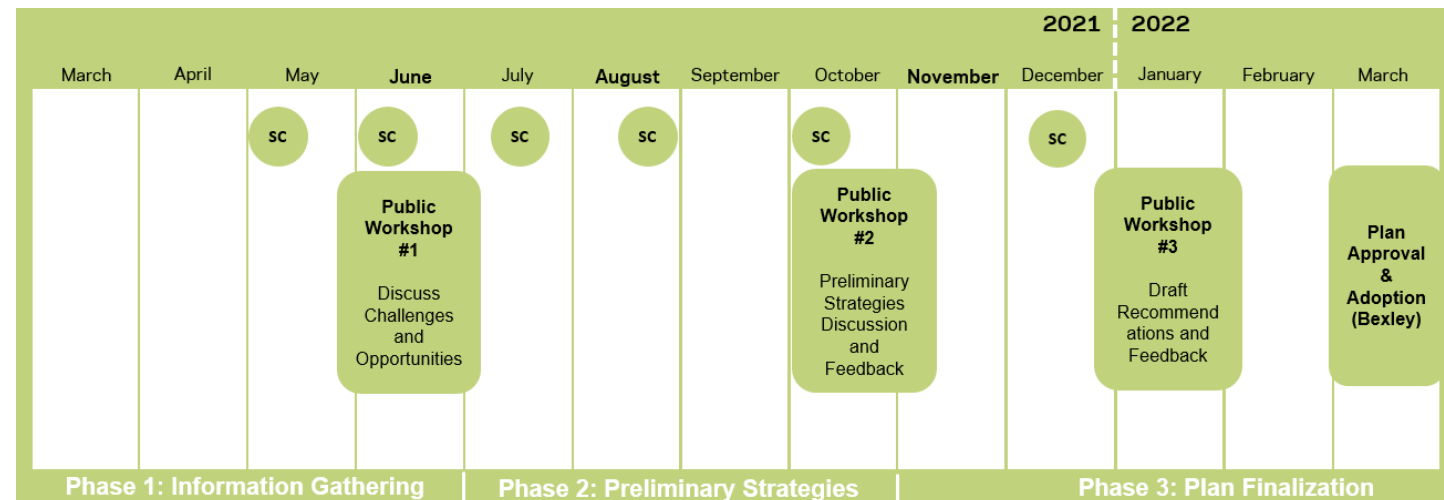 2021 2022
March April May June July August September October November December January February March
SC SC SC SC SC SC
Public
Workshop
#1
Discuss
Challenges
and
Opportunities
Public
Workshop
#2
Preliminary
Strategies
Discussion
and
Feedback
Public
Workshop
#3
Draft
Recommend
ations and
Feedback
Plan
Approval
&
Adoption
(Bexley)
Phase 1: Information Gathering Phase 2: Preliminary Strategies Phase 3: Plan Finalization